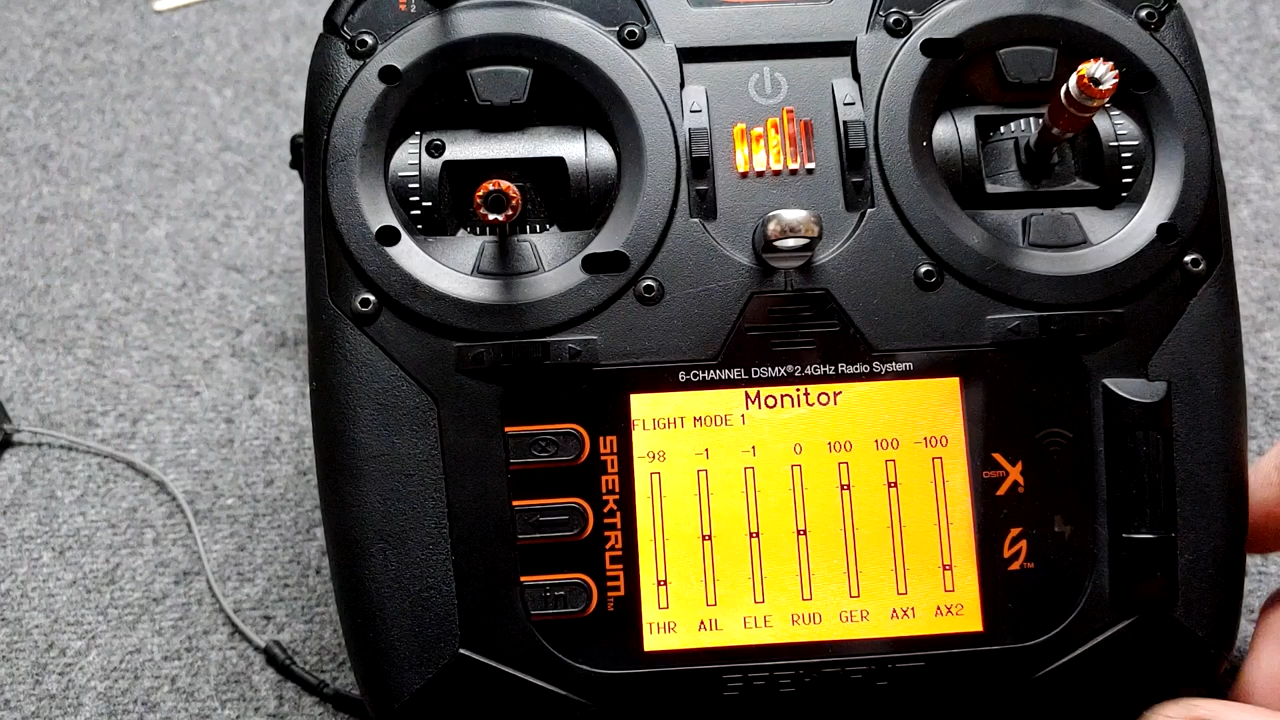 6-CHANNEL DSMX® 2.4GHz Radio System
Monitor
FLIGHT MODE 1
-98 -1 -1 0 100 100 -100
THR AIL ELE RUD GER AX1 AX2
SPEKTRUM™
DSMX®